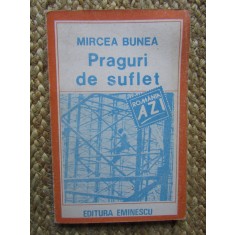 MIRCEA BUNEA
Praguri
de suflet
ROMÂNIA
AZI
EDITURA EMINESCU